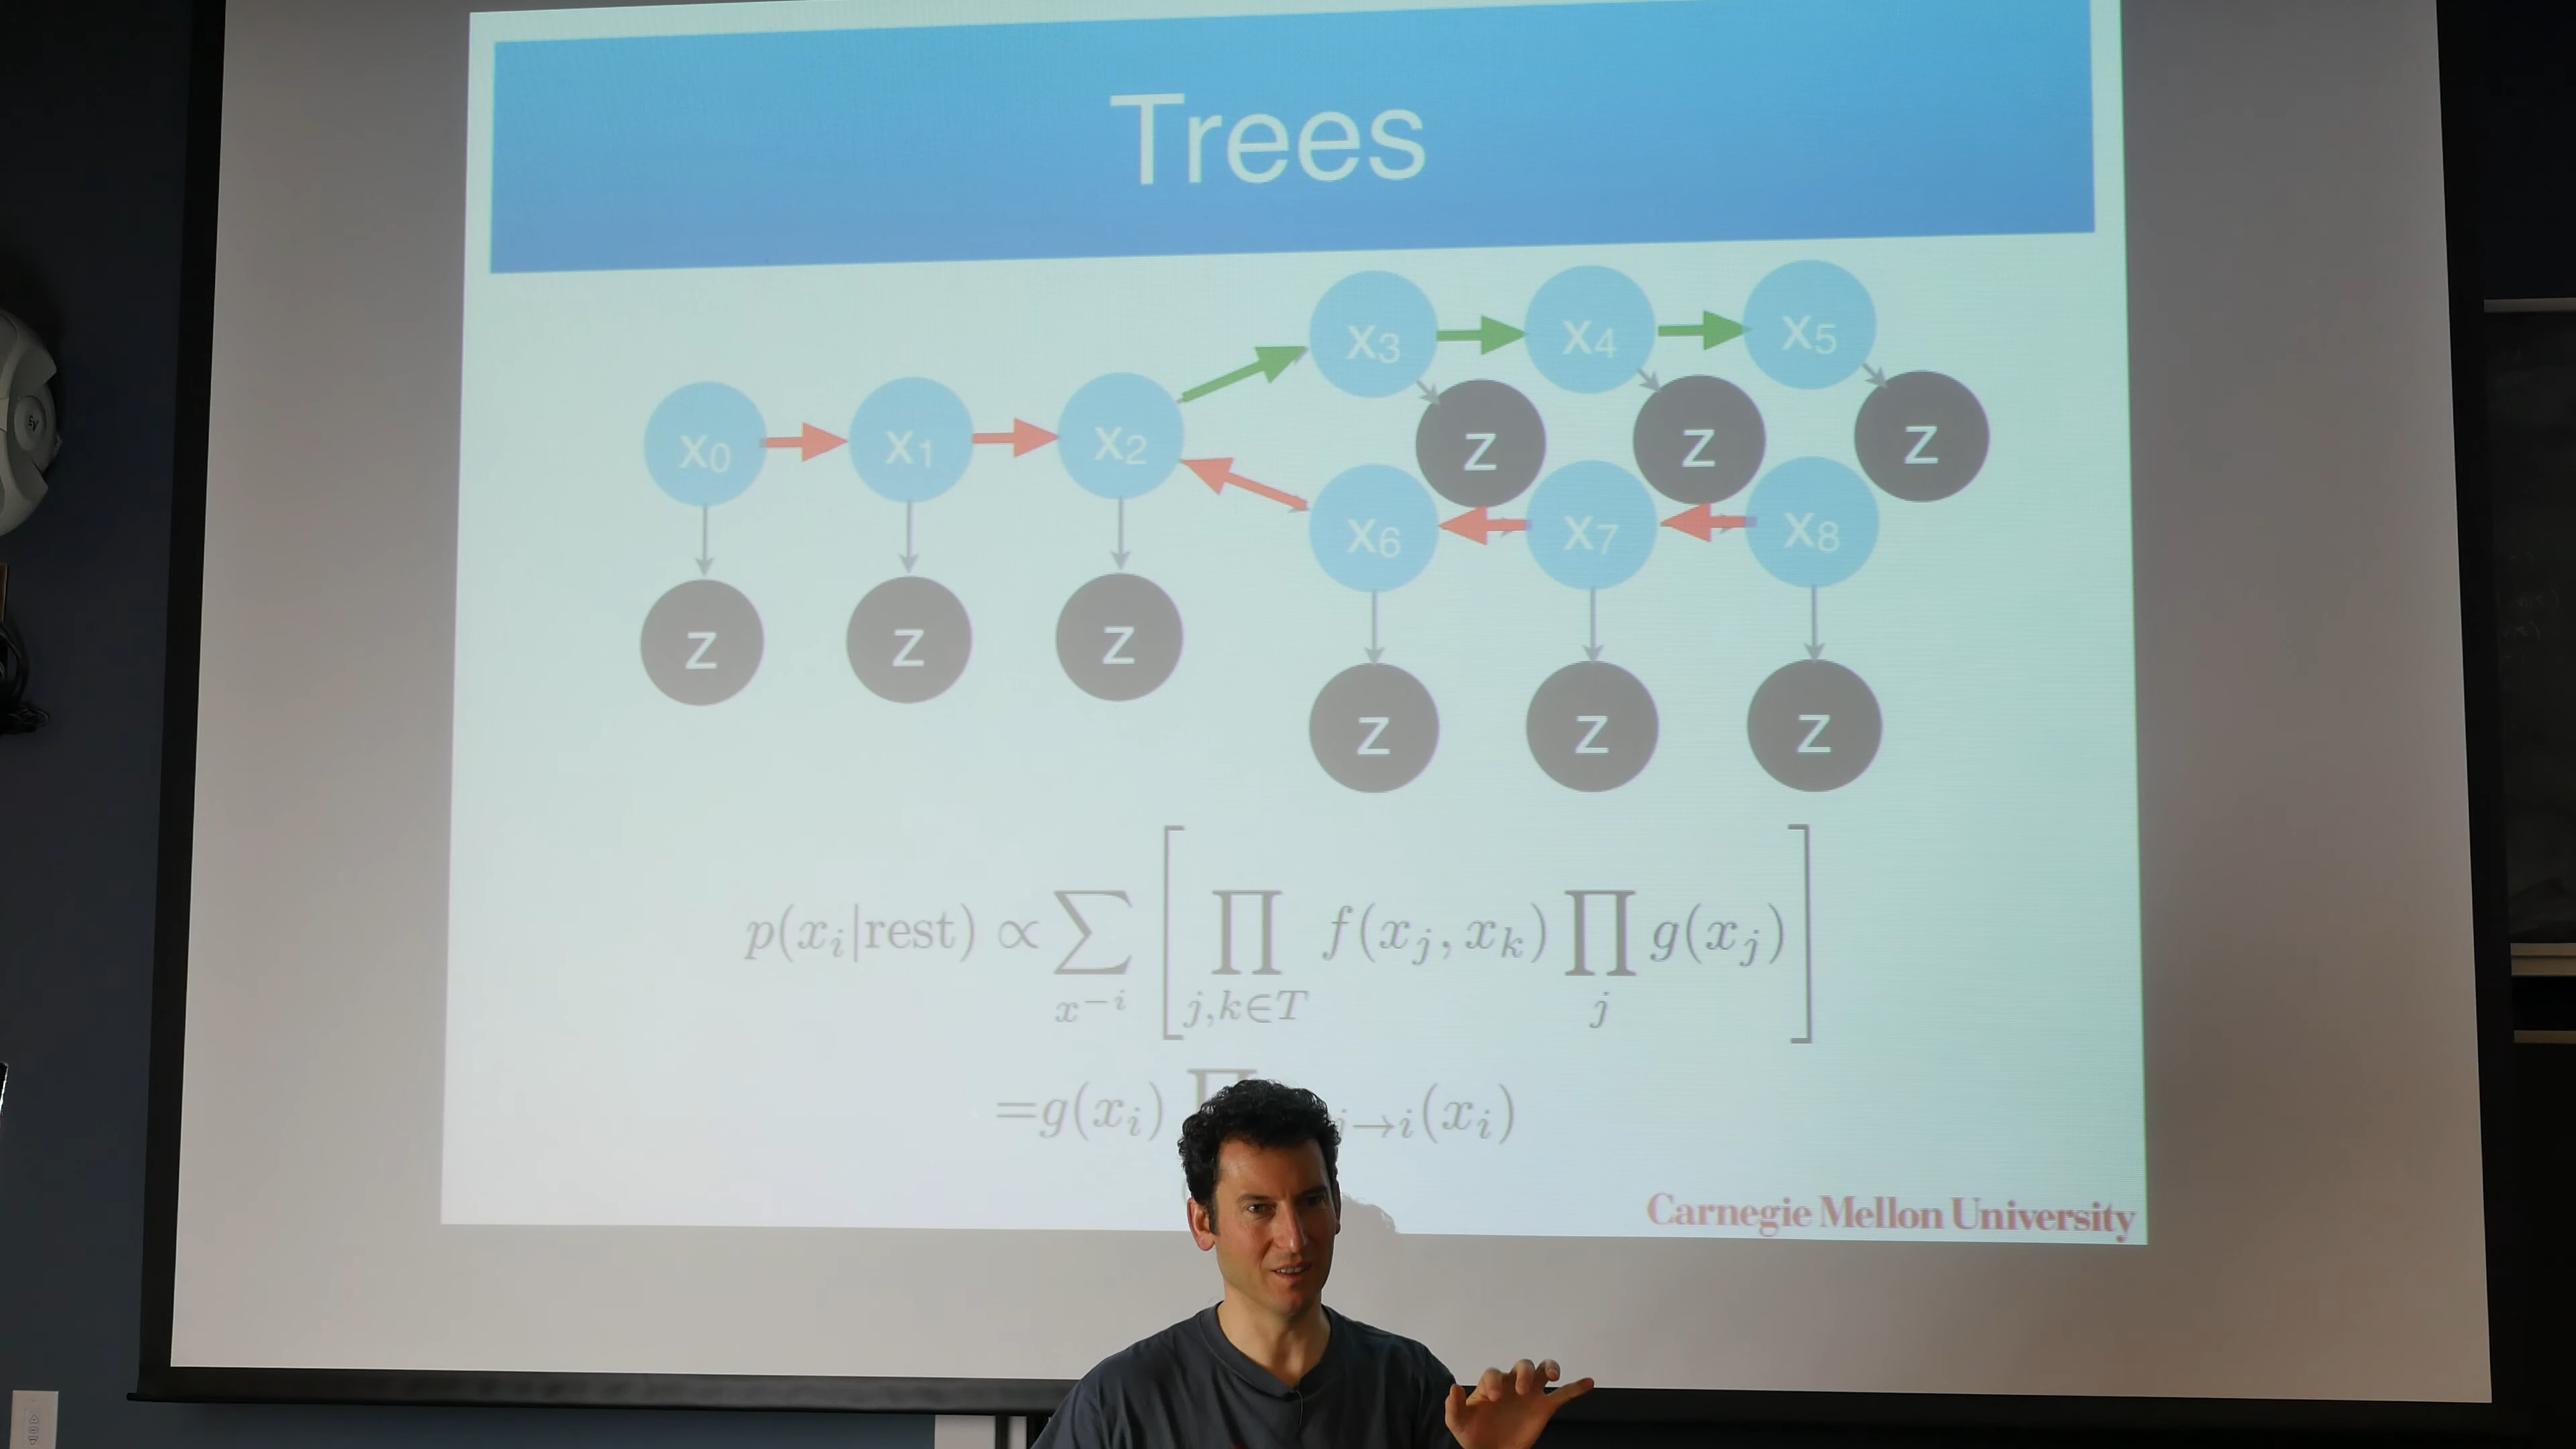 Trees
x₃ x₄ x₅
x₀ x₁ x₂ z z z
x₆ x₇ x₈
z z z
z z z
p(xᵢ|rest) ∝ ∑ [ ∏ f(xⱼ, xₖ) ∏ g(xⱼ) ]
x⁻ⁱ j,k∈T j
=g(xᵢ) ∏ j→i(xᵢ)
Carnegie Mellon University